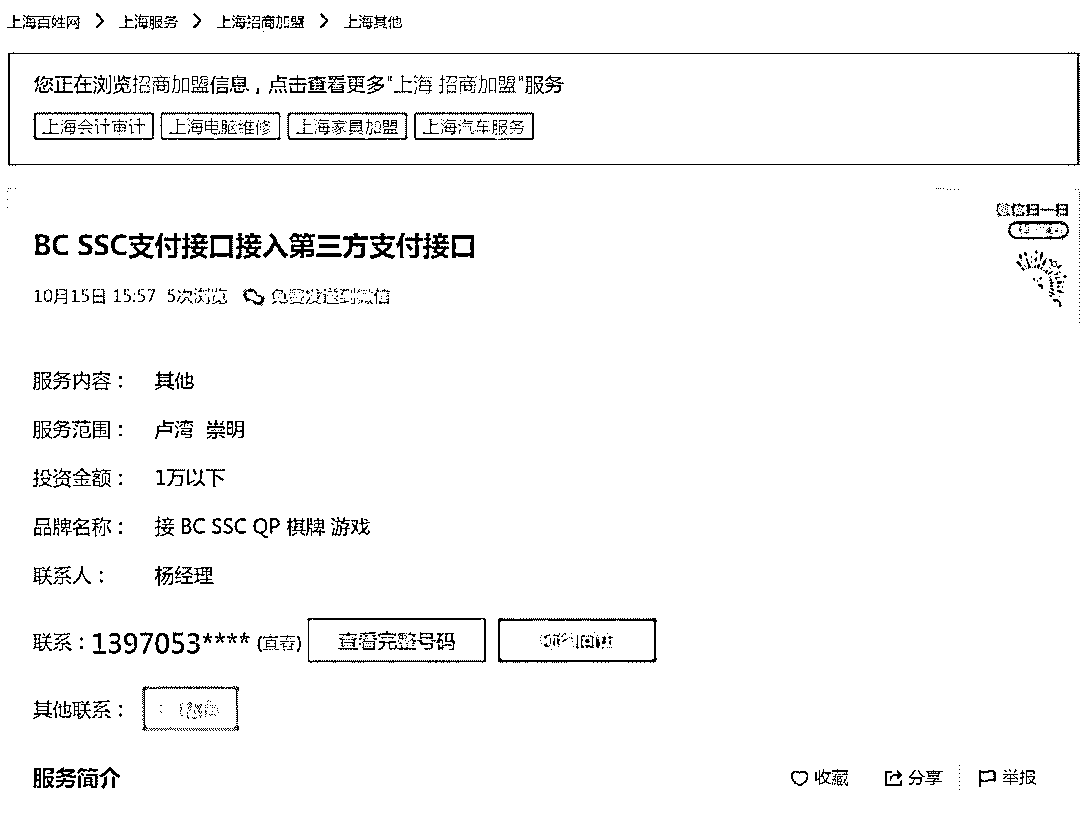 上海百姓网 > 上海服务 > 上海招商加盟 > 上海其他
您正在浏览招商加盟信息，点击查看更多"上海 招商加盟"服务
上海会计审计 上海电脑维修 上海家具加盟 上海汽车服务
微信扫一扫
BC SSC支付接口接入第三方支付接口
10月15日 15:57 5次浏览 免费发送到微信
服务内容： 其他
服务范围： 卢湾 崇明
投资金额： 1万以下
品牌名称： 接 BC SSC QP 棋牌 游戏
联系人： 杨经理
联系：1397053**** (宜春) 查看完整号码
其他联系：
服务简介 收藏 分享 举报